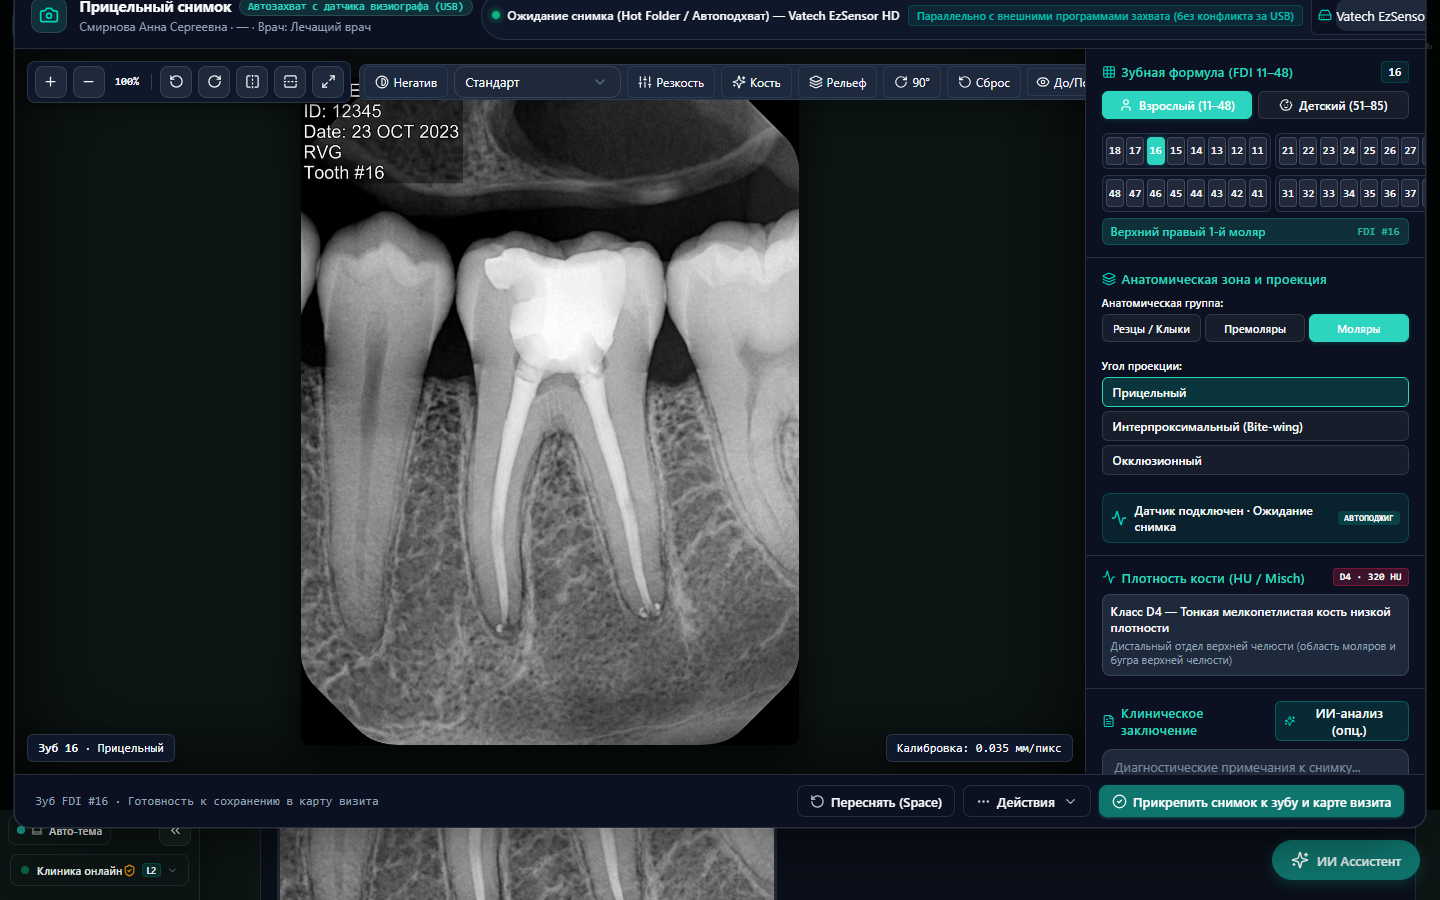 Прицельный снимок
Автозахват с датчика визиографа (USB)
Смирнова Анна Сергеевна · — · Врач: Лечащий врач
Ожидание снимка (Hot Folder / Автоподхват) — Vatech EzSensor HD
Параллельно с внешними программами захвата (без конфликта за USB)
Vatech EzSenso
100%
Негатив
Стандарт
Резкость
Кость
Рельеф
90°
Сброс
До/По
ID: 12345
Date: 23 OCT 2023
RVG
Tooth #16
Зуб 16 · Прицельный
Калибровка: 0.035 мм/пикс
Зубная формула (FDI 11–48)
16
Взрослый (11–48)
Детский (51–85)
18 17 16 15 14 13 12 11 21 22 23 24 25 26 27
48 47 46 45 44 43 42 41 31 32 33 34 35 36 37
Верхний правый 1-й моляр
FDI #16
Анатомическая зона и проекция
Анатомическая группа:
Резцы / Клыки
Премоляры
Моляры
Угол проекции:
Прицельный
Интерпроксимальный (Bite-wing)
Окклюзионный
Датчик подключен · Ожидание
снимка
АВТОПОДЖИГ
Плотность кости (HU / Misch)
D4 · 320 HU
Класс D4 — Тонкая мелкопетлистая кость низкой
плотности
Дистальный отдел верхней челюсти (область моляров и
бугра верхней челюсти)
Клиническое
заключение
ИИ-анализ
(опц.)
Диагностические примечания к снимку...
Зуб FDI #16 · Готовность к сохранению в карту визита
Переснять (Space)
Действия
Прикрепить снимок к зубу и карте визита
Авто-тема
Клиника онлайн
L2
ИИ Ассистент